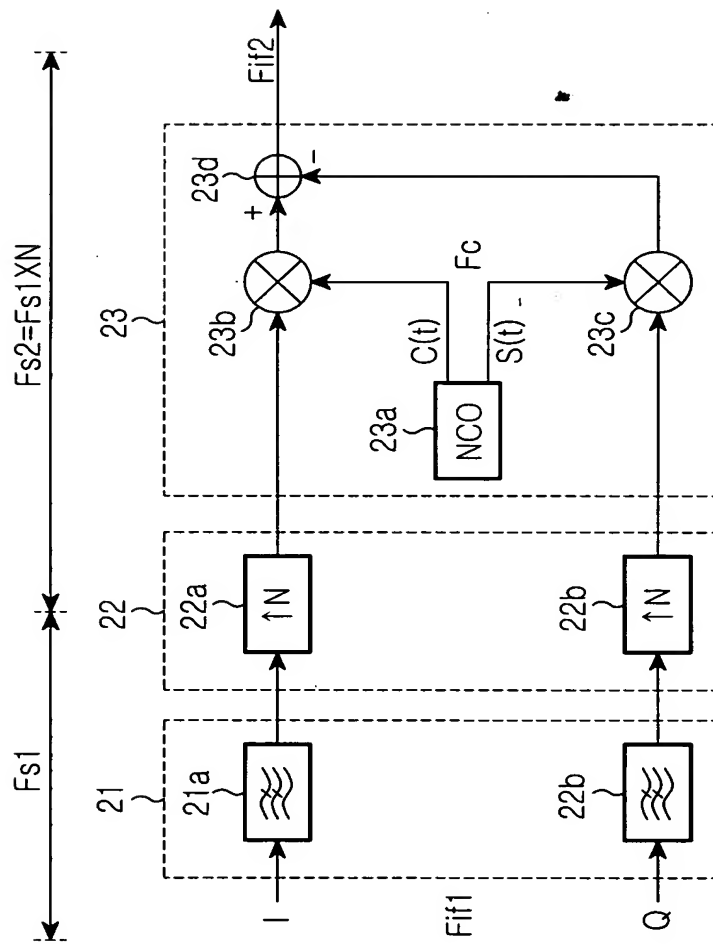 Fs1
Fs2=Fs1XN
21
22
23
21a
22a
23b
23d
I
↑N
+
-
Fif2
Fif1
23a
NCO
C(t)
S(t)
Fc
22b
22b
23c
Q
↑N